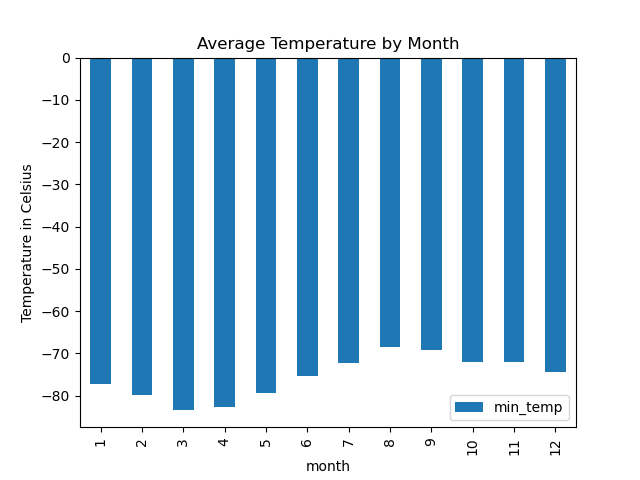 Average Temperature by Month
Temperature in Celsius
0
−10
−20
−30
−40
−50
−60
−70
−80
1 2 3 4 5 6 7 8 9 10 11 12
month
min_temp